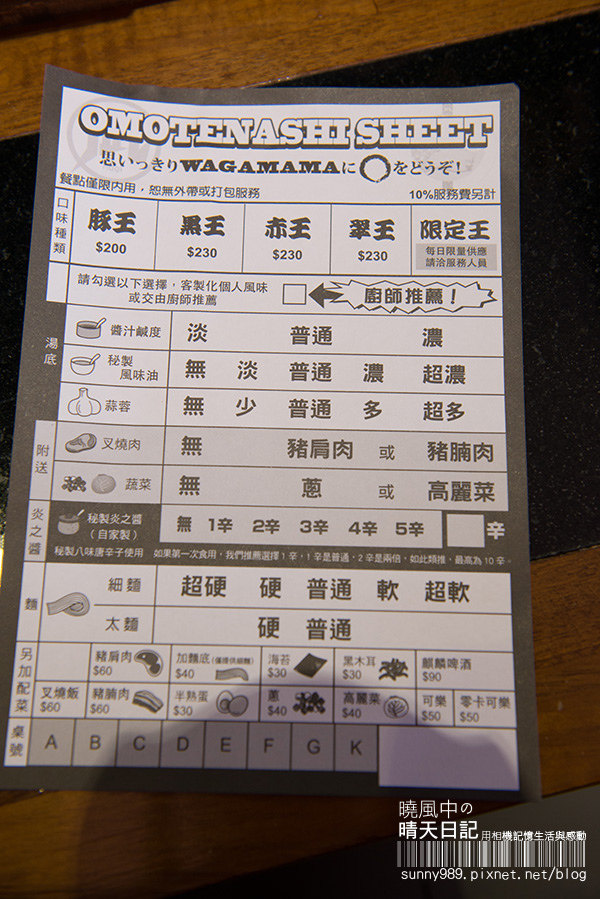 OMOTENASHI SHEET
思いっきりWAGAMAMAに◯をどうぞ!
餐點僅限內用，恕無外帶或打包服務 10%服務費另計
口味種類 豚王 $200 黑王 $230 赤王 $230 翠王 $230 限定王 每日限量供應 請洽服務人員
請勾選以下選擇，客製化個人風味 或交由廚師推薦 □ 廚師推薦！
湯底
醬汁鹹度 淡 普通 濃
秘製風味油 無 淡 普通 濃 超濃
蒜蓉 無 少 普通 多 超多
附送
叉燒肉 無 豬肩肉 或 豬腩肉
蔬菜 無 蔥 或 高麗菜
炎之醬
秘製炎之醬（自家製） 無 1辛 2辛 3辛 4辛 5辛 □辛
秘製八味唐辛子使用 如果第一次食用，我們推薦選擇1辛，1辛是普通，2辛是兩倍，如此類推，最高為10辛。
麵
細麵 超硬 硬 普通 軟 超軟
太麵 硬 普通
另加配菜
豬肩肉 $60 加麵底(僅提供細麵) $40 海苔 $30 黑木耳 $30 麒麟啤酒 $90
叉燒飯 $60 豬腩肉 $60 半熟蛋 $30 蔥 $40 高麗菜 $40 可樂 $50 零卡可樂 $50
桌號 A B C D E F G K
曉風中の
晴天日記 用相機記憶生活與感動
sunny989.pixnet.net/blog